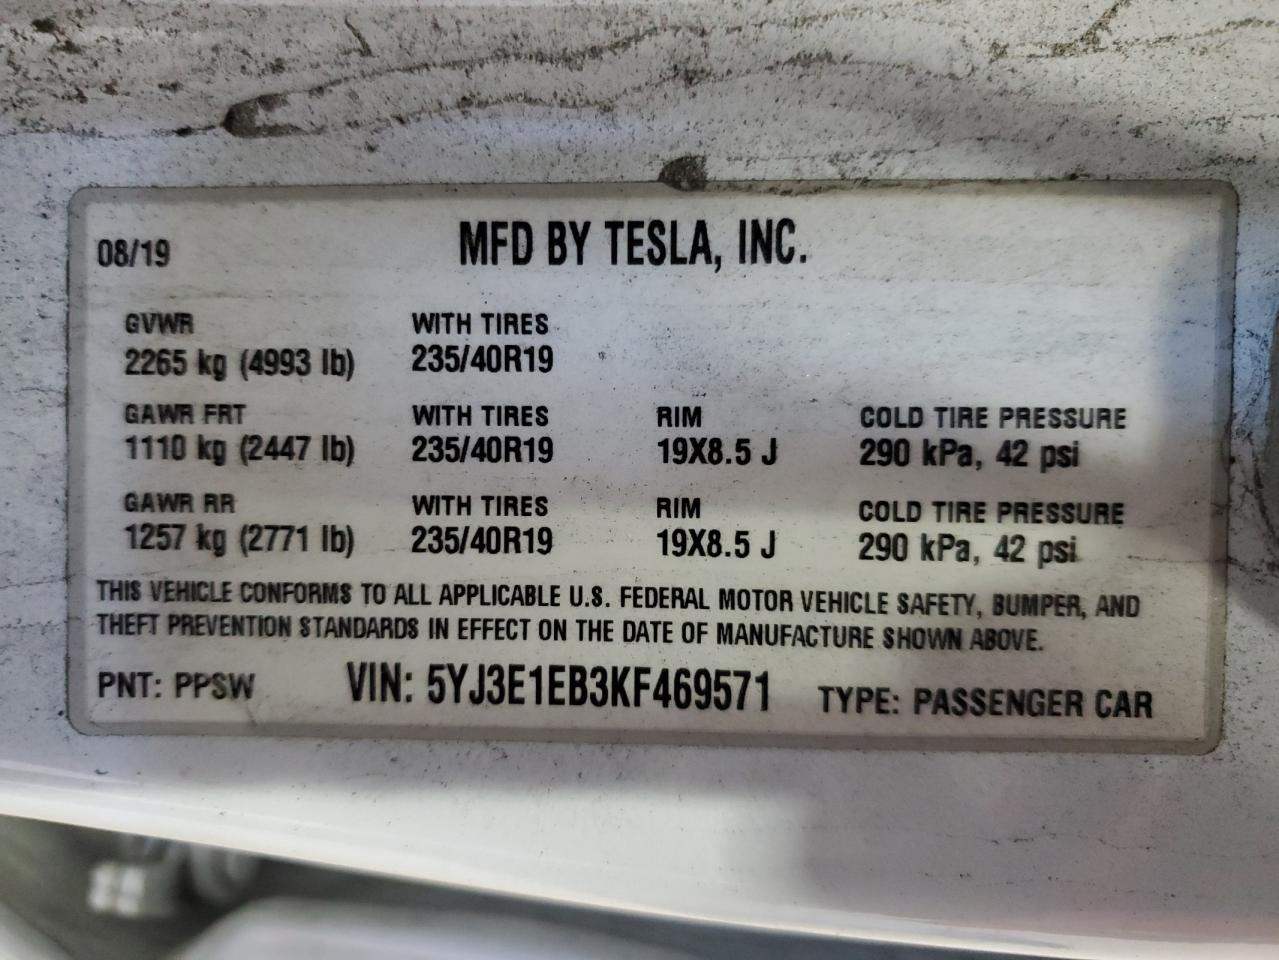 08/19 MFD BY TESLA, INC.
GVWR WITH TIRES
2265 kg (4993 lb) 235/40R19
GAWR FRT WITH TIRES RIM COLD TIRE PRESSURE
1110 kg (2447 lb) 235/40R19 19X8.5 J 290 kPa, 42 psi
GAWR RR WITH TIRES RIM COLD TIRE PRESSURE
1257 kg (2771 lb) 235/40R19 19X8.5 J 290 kPa, 42 psi
THIS VEHICLE CONFORMS TO ALL APPLICABLE U.S. FEDERAL MOTOR VEHICLE SAFETY, BUMPER, AND
THEFT PREVENTION STANDARDS IN EFFECT ON THE DATE OF MANUFACTURE SHOWN ABOVE.
PNT: PPSW VIN: 5YJ3E1EB3KF469571 TYPE: PASSENGER CAR